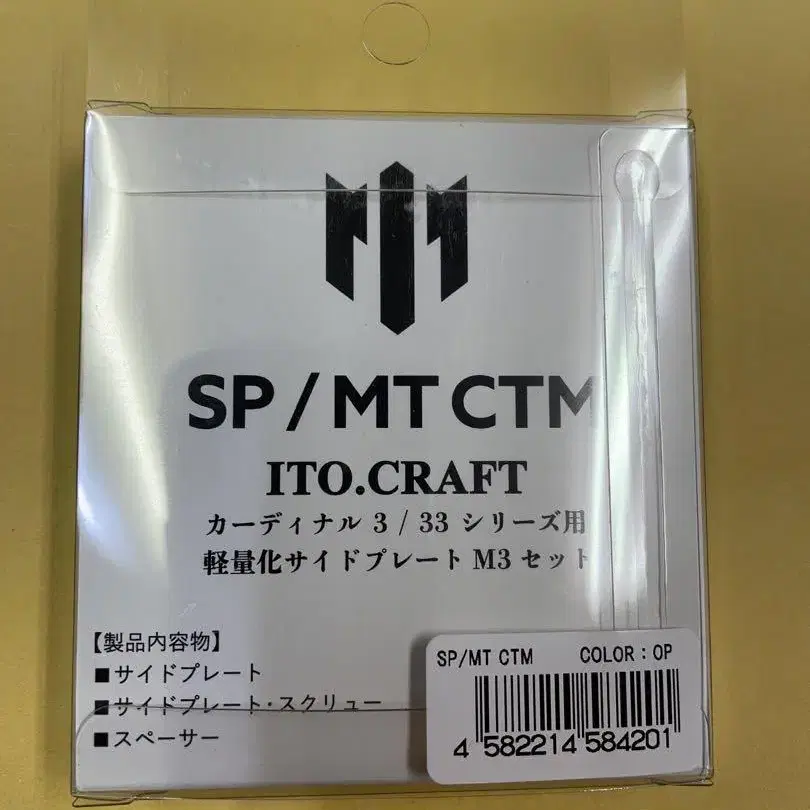 SP / MT CTM
ITO.CRAFT
カーディナル 3 / 33 シリーズ用
軽量化サイドプレート M3 セット
【製品内容物】
■サイドプレート
■サイドプレート・スクリュー
■スペーサー
SP/MT CTM COLOR：OP
4 582214 584201